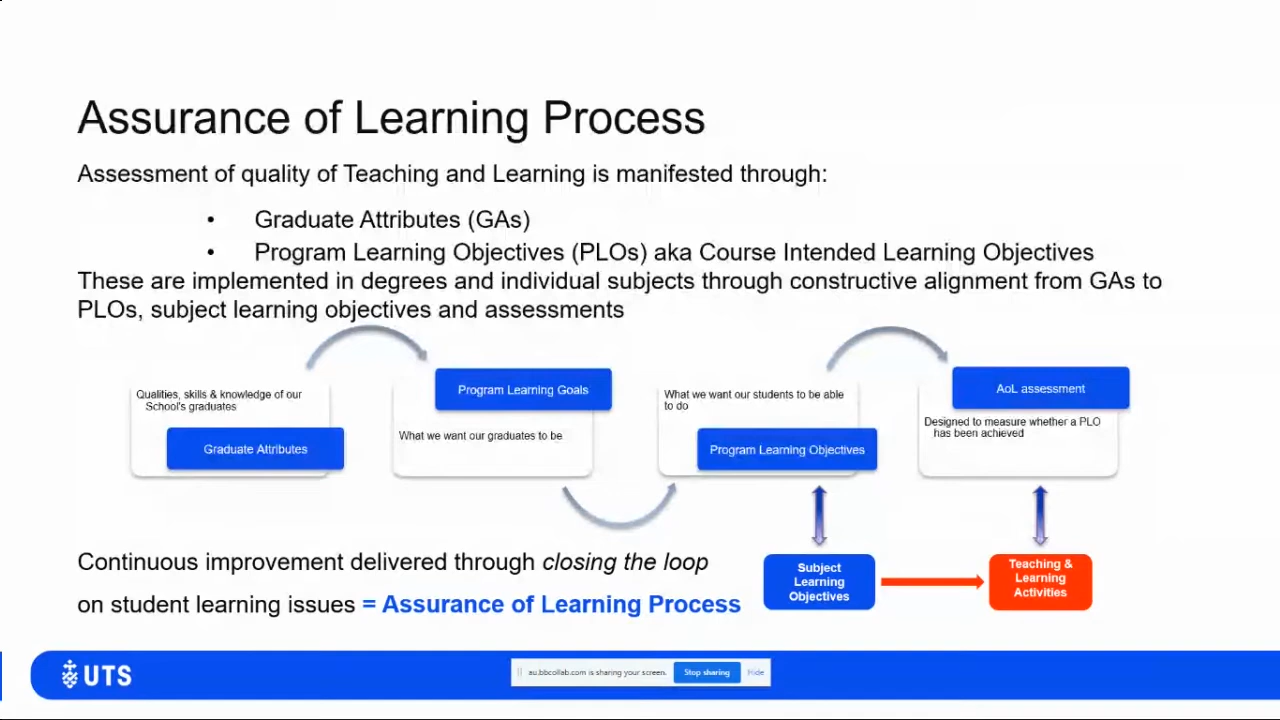 Assurance of Learning Process
Assessment of quality of Teaching and Learning is manifested through:
• Graduate Attributes (GAs)
• Program Learning Objectives (PLOs) aka Course Intended Learning Objectives
These are implemented in degrees and individual subjects through constructive alignment from GAs to
PLOs, subject learning objectives and assessments
Qualities, skills & knowledge of our
School's graduates
Graduate Attributes
Program Learning Goals
What we want our graduates to be
What we want our students to be able
to do
Program Learning Objectives
AoL assessment
Designed to measure whether a PLO
has been achieved
Continuous improvement delivered through closing the loop
on student learning issues = Assurance of Learning Process
Subject
Learning
Objectives
Teaching &
Learning
Activities
UTS
au.bbcollab.com is sharing your screen.
Stop sharing
Hide